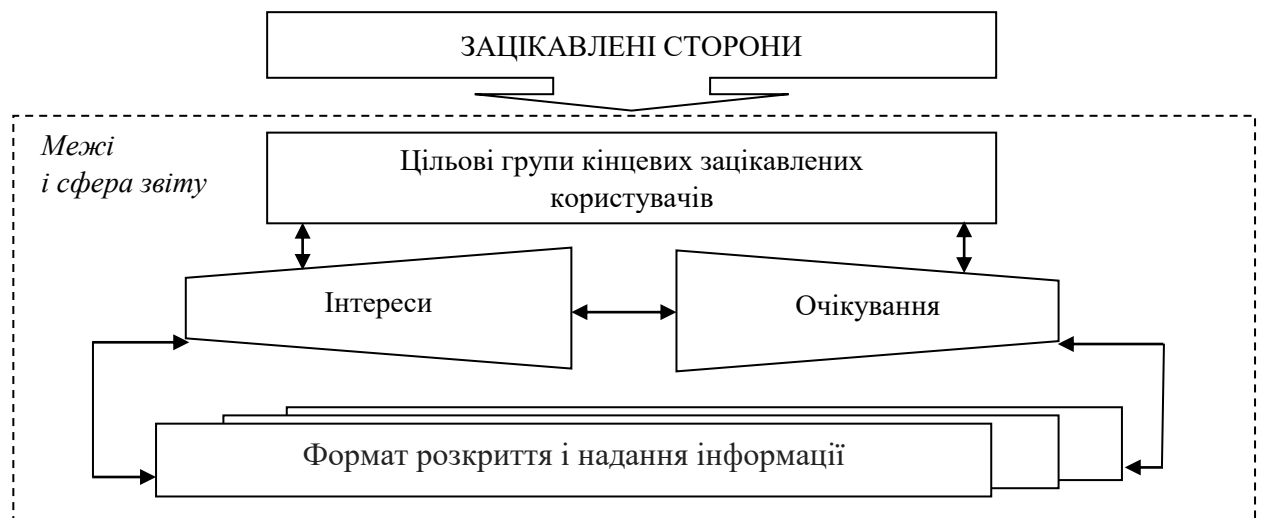 ЗАЦІКАВЛЕНІ СТОРОНИ
Межі
і сфера звіту
Цільові групи кінцевих зацікавлених
користувачів
Інтереси
Очікування
Формат розкриття і надання інформації